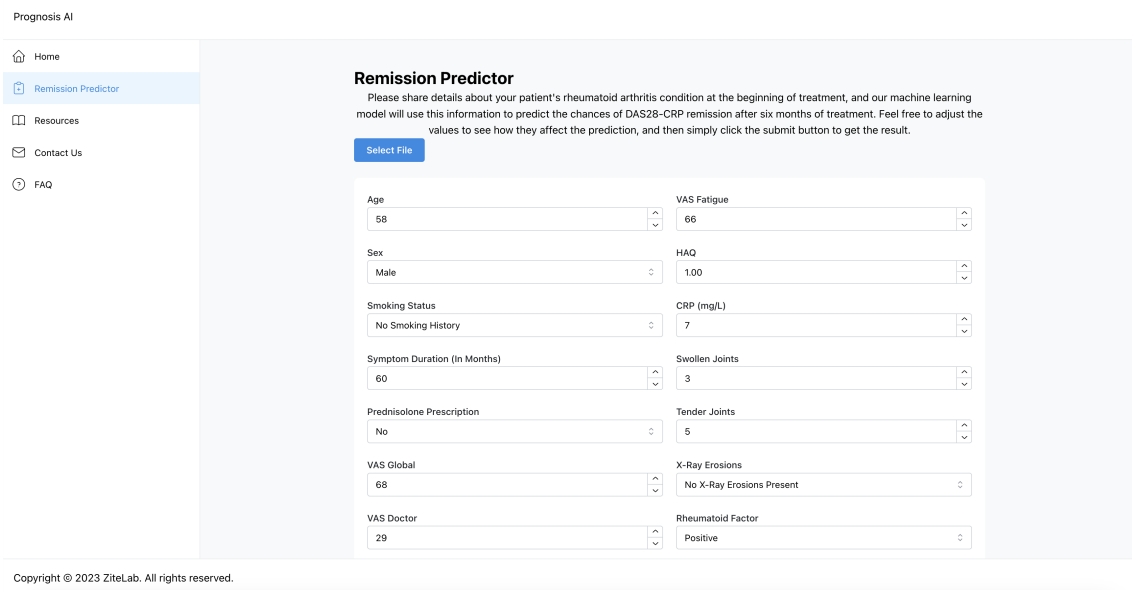 Prognosis AI
Home
Remission Predictor
Resources
Contact Us
FAQ
Remission Predictor
Please share details about your patient's rheumatoid arthritis condition at the beginning of treatment, and our machine learning
model will use this information to predict the chances of DAS28-CRP remission after six months of treatment. Feel free to adjust the
values to see how they affect the prediction, and then simply click the submit button to get the result.
Select File
Age
58
VAS Fatigue
66
Sex
Male
HAQ
1.00
Smoking Status
No Smoking History
CRP (mg/L)
7
Symptom Duration (In Months)
60
Swollen Joints
3
Prednisolone Prescription
No
Tender Joints
5
VAS Global
68
X-Ray Erosions
No X-Ray Erosions Present
VAS Doctor
29
Rheumatoid Factor
Positive
Copyright © 2023 ZiteLab. All rights reserved.